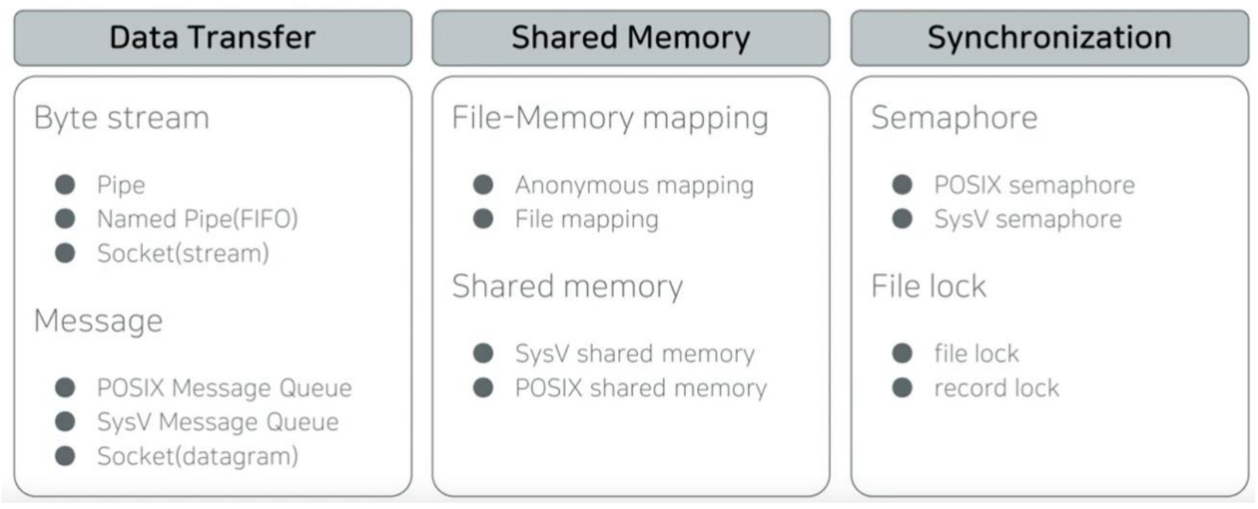 Data Transfer
Byte stream
Pipe
Named Pipe(FIFO)
Socket(stream)
Message
POSIX Message Queue
SysV Message Queue
Socket(datagram)
Shared Memory
File-Memory mapping
Anonymous mapping
File mapping
Shared memory
SysV shared memory
POSIX shared memory
Synchronization
Semaphore
POSIX semaphore
SysV semaphore
File lock
file lock
record lock